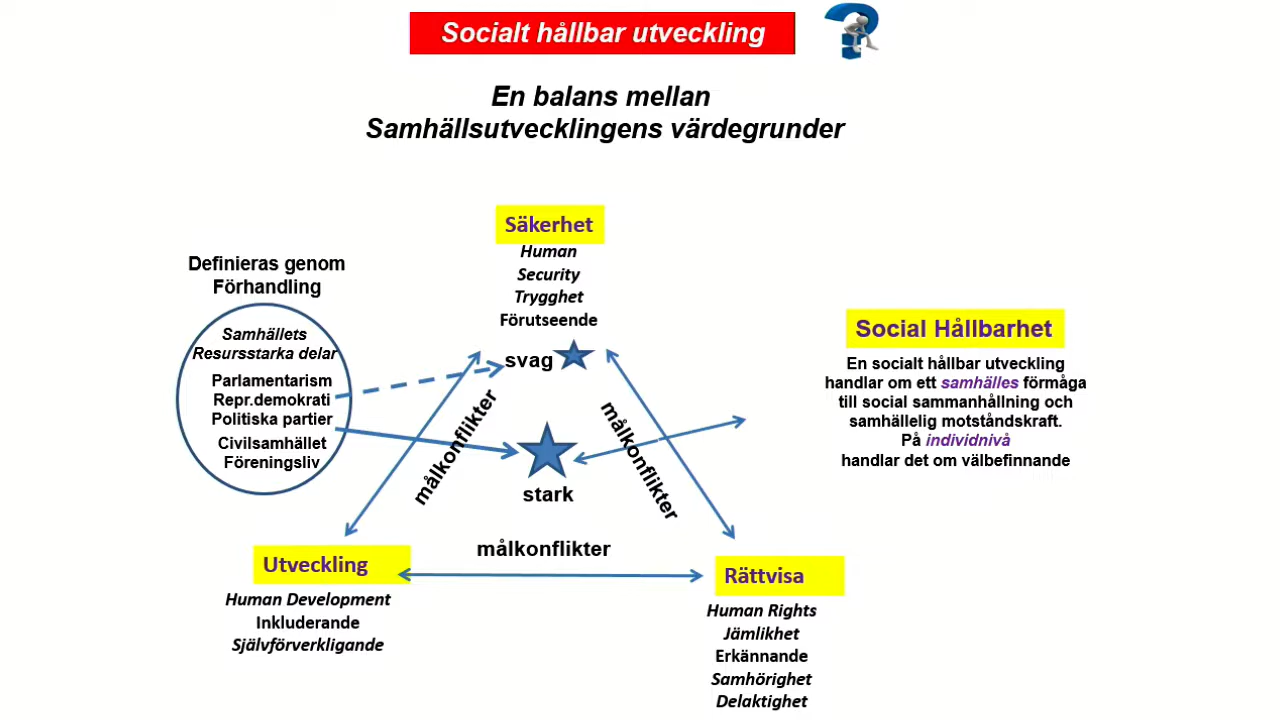 Socialt hållbar utveckling
En balans mellan
Samhällsutvecklingens värdegrunder
Säkerhet
Human
Security
Trygghet
Förutseende
svag
stark
Definieras genom
Förhandling
Samhällets
Resursstarka delar
Parlamentarism
Repr.demokrati
Politiska partier
Civilsamhället
Föreningsliv
målkonflikter
målkonflikter
målkonflikter
Social Hållbarhet
En socialt hållbar utveckling
handlar om ett samhälles förmåga
till social sammanhållning och
samhällelig motståndskraft.
På individnivå
handlar det om välbefinnande
Utveckling
Human Development
Inkluderande
Självförverkligande
Rättvisa
Human Rights
Jämlikhet
Erkännande
Samhörighet
Delaktighet